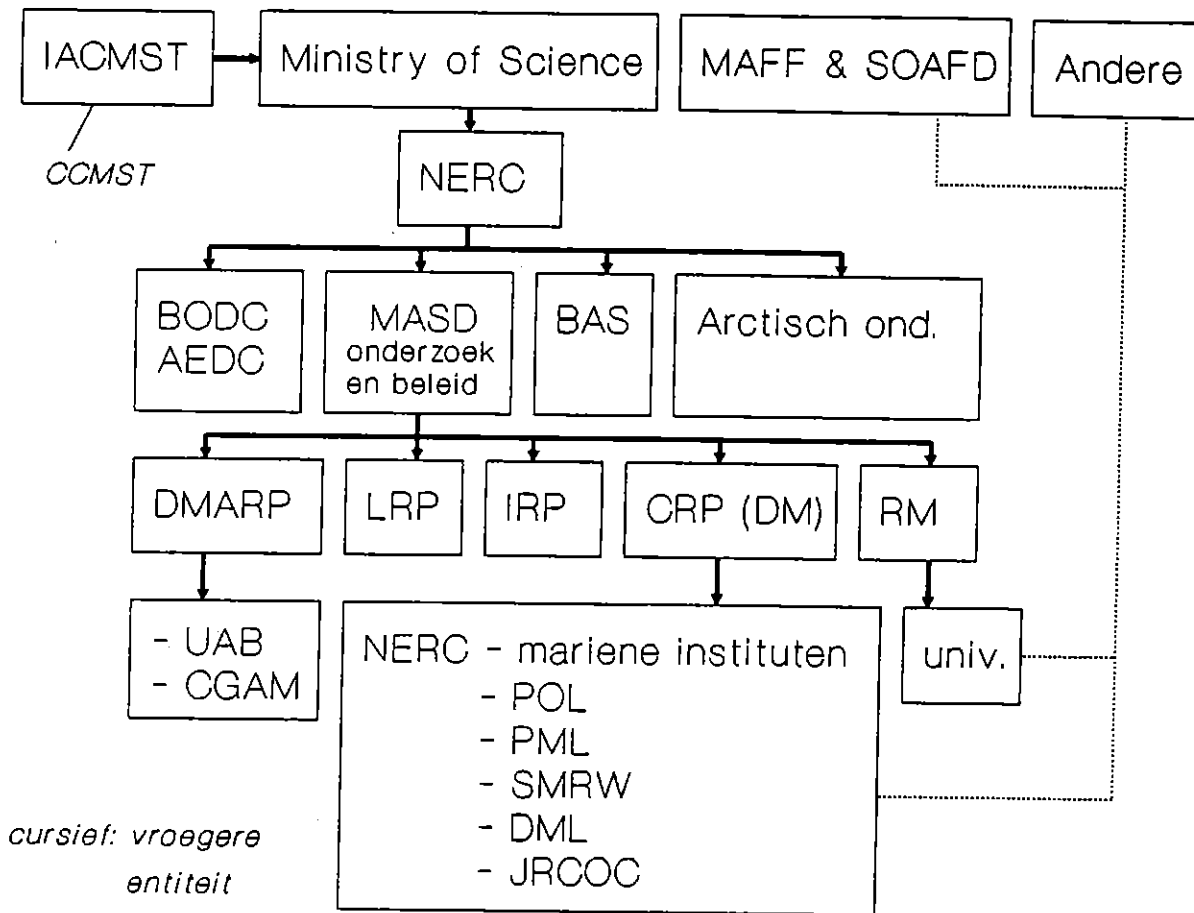 IACMST
Ministry of Science
MAFF & SOAFD
Andere
CCMST
NERC
BODC
AEDC
MASD
onderzoek
en beleid
BAS
Arctisch ond.
DMARP
LRP
IRP
CRP (DM)
RM
- UAB
- CGAM
NERC - mariene instituten
- POL
- PML
- SMRW
- DML
- JRCOC
univ.
cursief: vroegere
entiteit